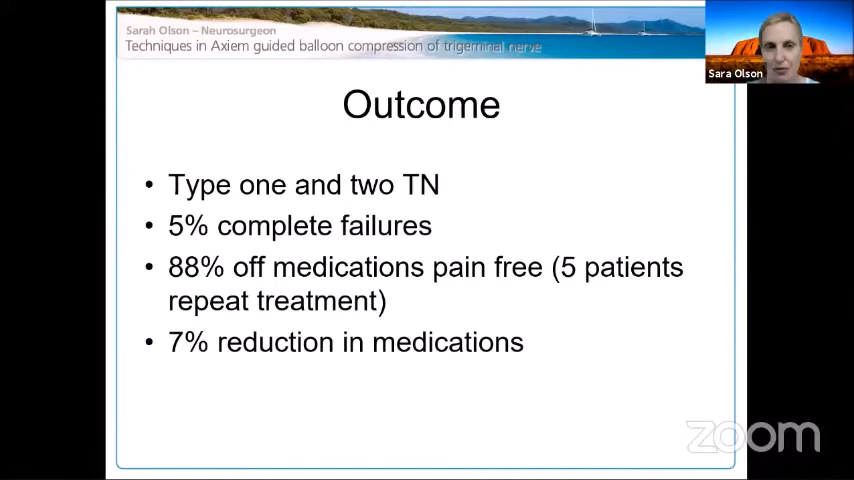 Sarah Olson – Neurosurgeon
Techniques in Axiem guided balloon compression of trigeminal nerve
Sara Olson
Outcome
• Type one and two TN
• 5% complete failures
• 88% off medications pain free (5 patients
repeat treatment)
• 7% reduction in medications
zoom